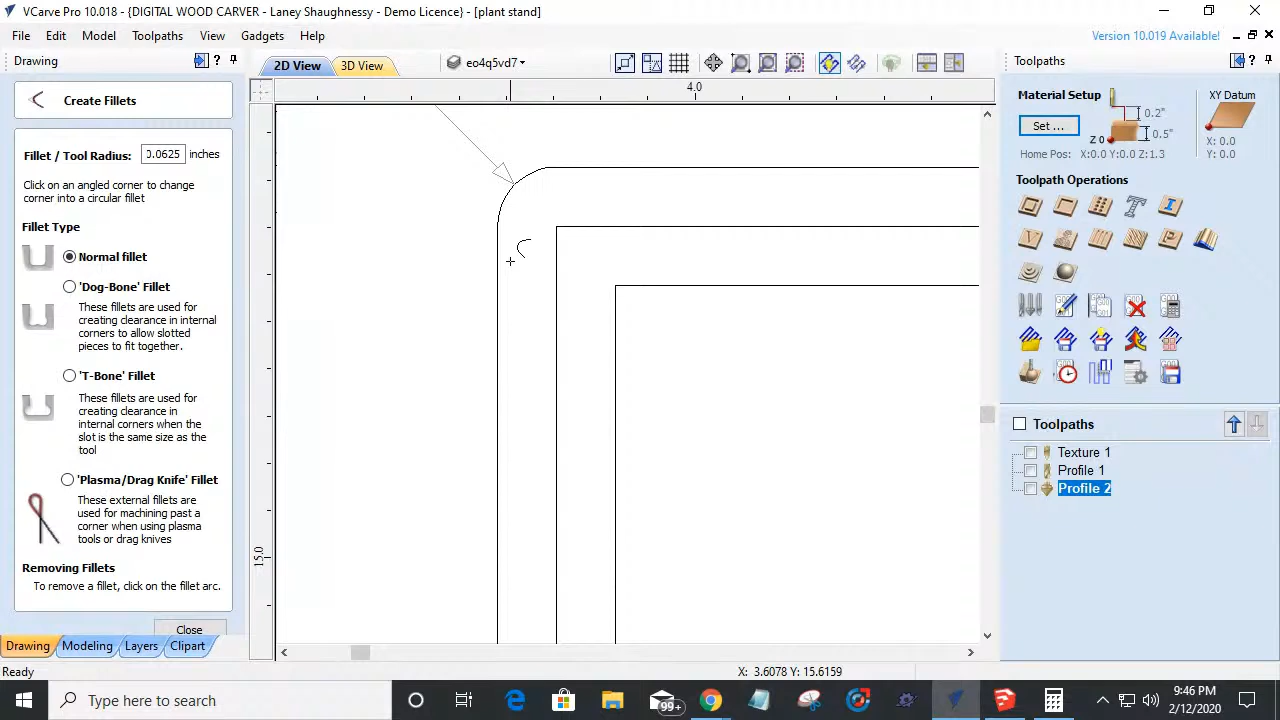 VCarve Pro 10.018 - {DIGITAL WOOD CARVER - Laney Shaughnessy - Demo Licence} - [plant stand]
File Edit Model Toolpaths View Gadgets Help
Version 10.019 Available!
Drawing
?
Create Fillets
Fillet / Tool Radius: 0.0625 inches
Click on an angled corner to change
corner into a circular fillet
Fillet Type
Normal fillet
'Dog-Bone' Fillet
These fillets are used for
creating clearance in internal
corners to allow slotted
pieces to fit together.
'T-Bone' Fillet
These fillets are used for
creating clearance in
internal corners when the
slot is the same size as the
tool
'Plasma/Drag Knife' Fillet
These external fillets are
used for machining past a
corner when using plasma
tools or drag knives
Removing Fillets
To remove a fillet, click on the fillet arc.
Close
Drawing Modeling Layers Clipart
2D View 3D View eo4q5vd7
4.0
15.0
Toolpaths
?
Material Setup
Set ...
Z 0
0.2"
0.5"
Home Pos: X:0.0 Y:0.0 Z:1.3
XY Datum
X: 0.0
Y: 0.0
Toolpath Operations
Toolpaths
Texture 1
Profile 1
Profile 2
Ready
X: 3.6078 Y: 15.6159
Type here to search
99+
9:46 PM
2/12/2020